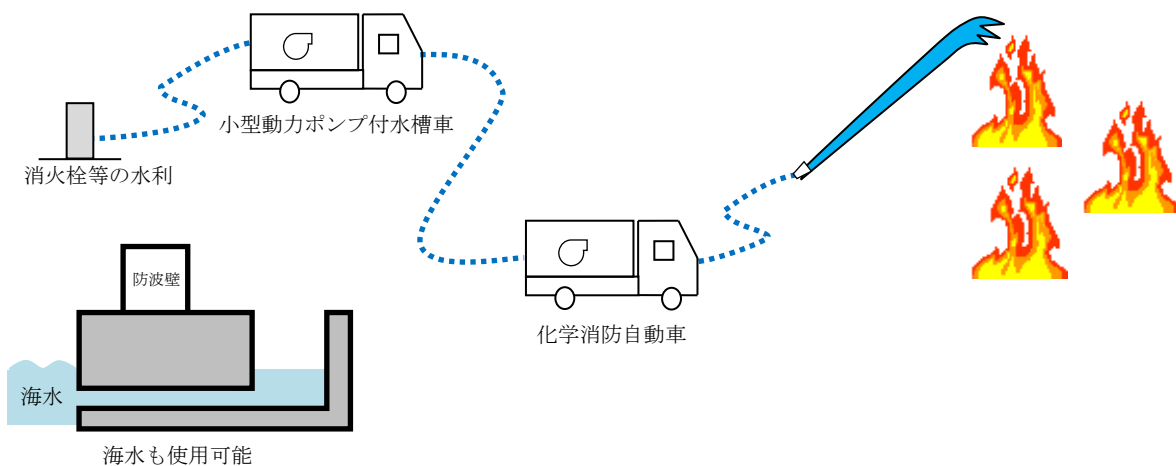 小型動力ポンプ付水槽車
消火栓等の水利
防波壁
化学消防自動車
海水
海水も使用可能